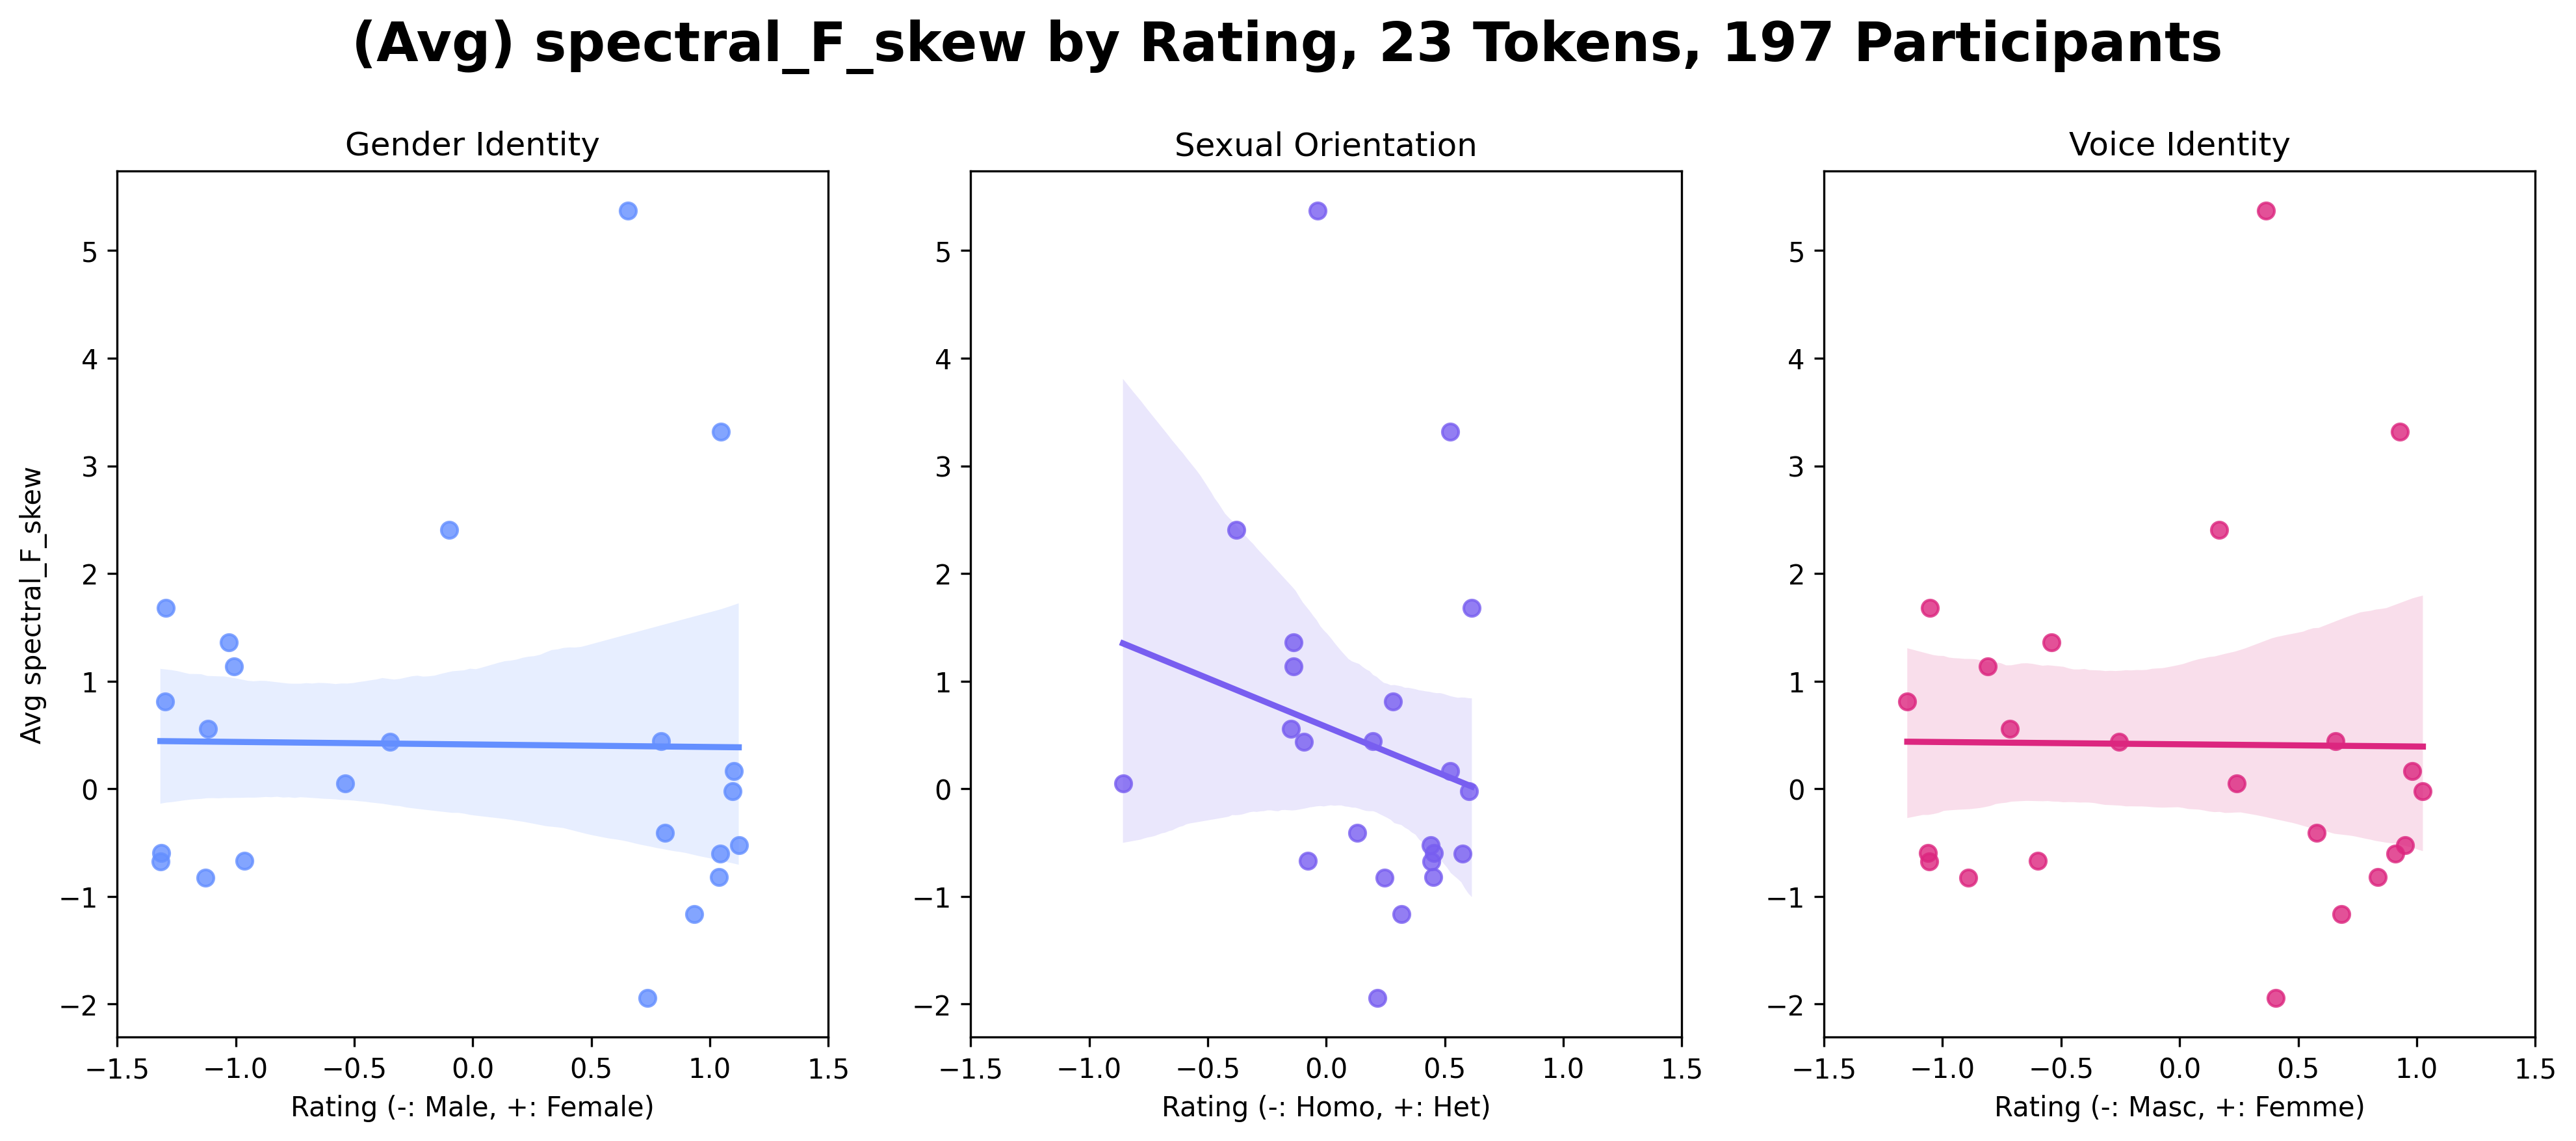 (Avg) spectral_F_skew by Rating, 23 Tokens, 197 Participants
Gender Identity
Avg spectral_F_skew
5
4
3
2
1
0
−1
−2
−1.5 −1.0 −0.5 0.0 0.5 1.0 1.5
Rating (-: Male, +: Female)
Sexual Orientation
5
4
3
2
1
0
−1
−2
−1.5 −1.0 −0.5 0.0 0.5 1.0 1.5
Rating (-: Homo, +: Het)
Voice Identity
5
4
3
2
1
0
−1
−2
−1.5 −1.0 −0.5 0.0 0.5 1.0 1.5
Rating (-: Masc, +: Femme)